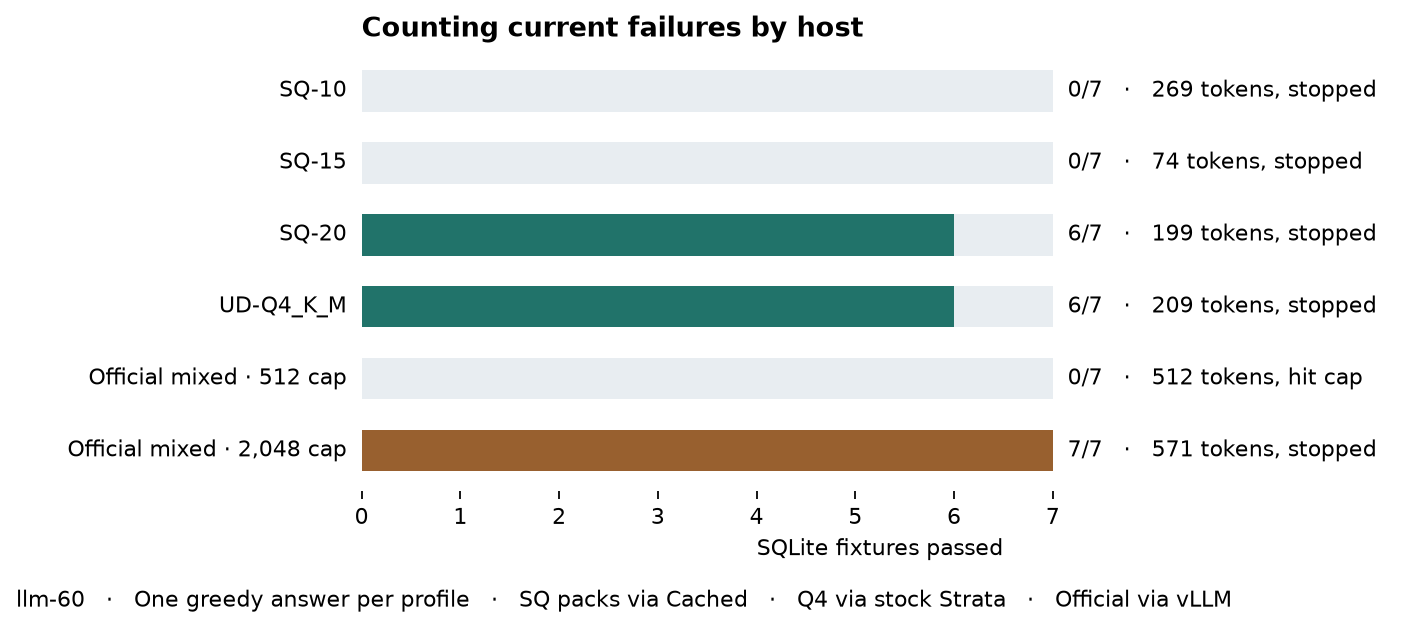 Counting current failures by host
SQ-10 0/7 · 269 tokens, stopped
SQ-15 0/7 · 74 tokens, stopped
SQ-20 6/7 · 199 tokens, stopped
UD-Q4_K_M 6/7 · 209 tokens, stopped
Official mixed · 512 cap 0/7 · 512 tokens, hit cap
Official mixed · 2,048 cap 7/7 · 571 tokens, stopped
0 1 2 3 4 5 6 7
SQLite fixtures passed
llm-60 · One greedy answer per profile · SQ packs via Cached · Q4 via stock Strata · Official via vLLM